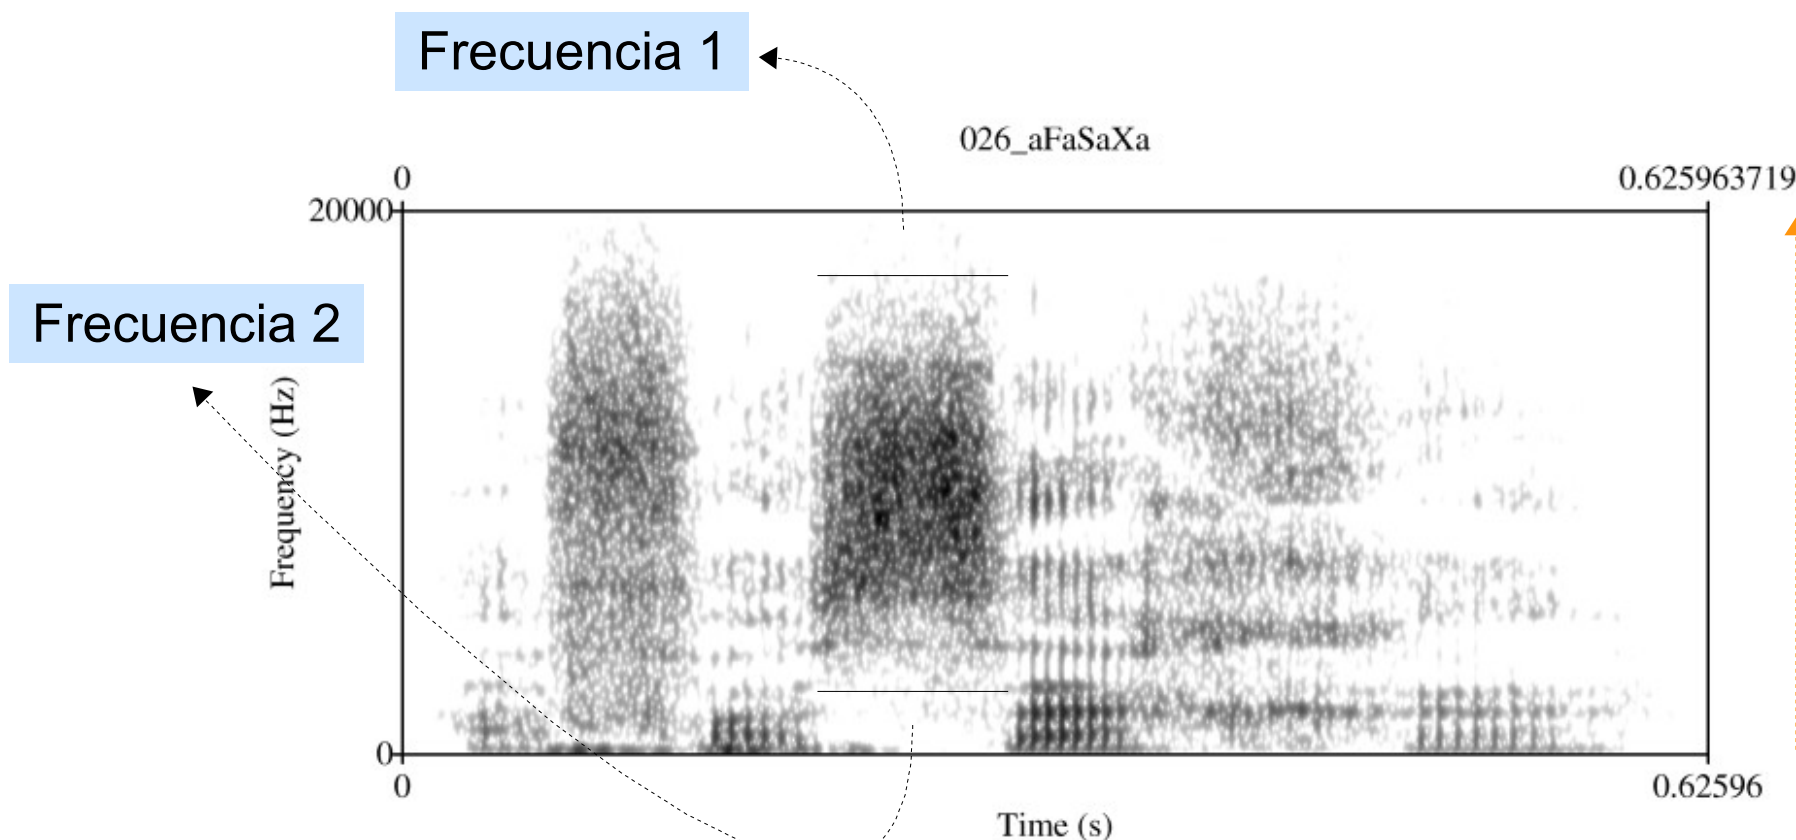 Frecuencia 1
026_aFaSaXa
0
0.625963719
20000
Frecuencia 2
Frequency (Hz)
0
0
0.62596
Time (s)